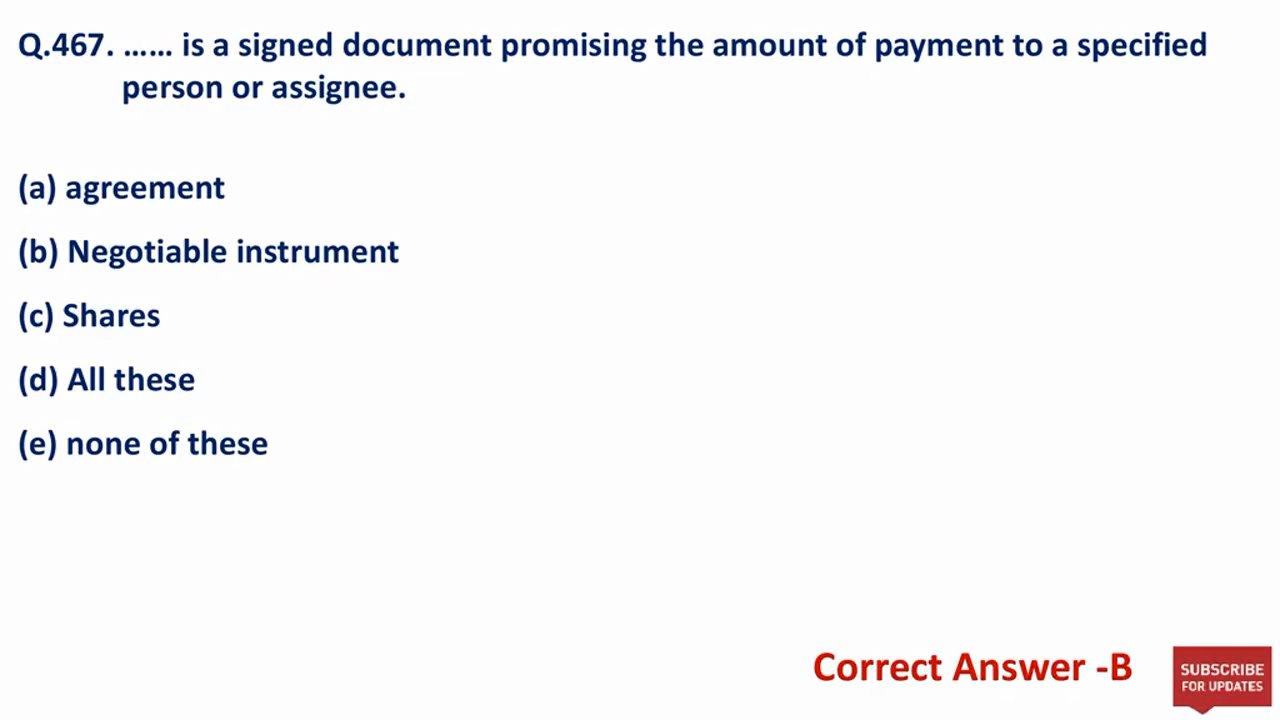 Q.467. …… is a signed document promising the amount of payment to a specified
person or assignee.
(a) agreement
(b) Negotiable instrument
(c) Shares
(d) All these
(e) none of these
Correct Answer -B
SUBSCRIBE
FOR UPDATES